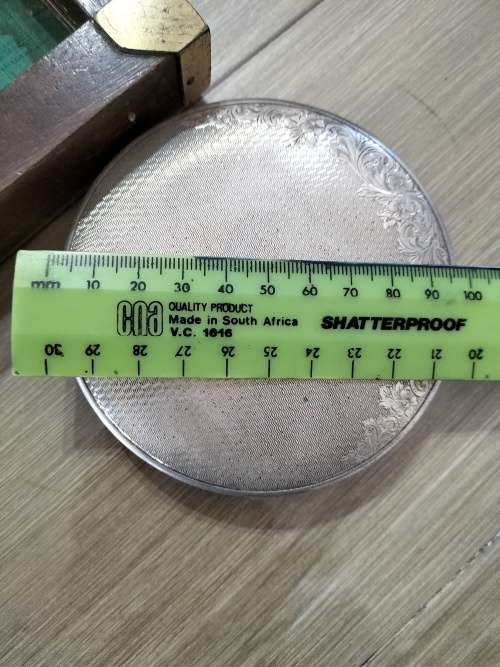 mm 10 20 30 40 50 60 70 80 90 100
coa QUALITY PRODUCT
Made in South Africa SHATTERPROOF
V.C. 1616
30 29 28 27 26 25 24 23 22 21 20